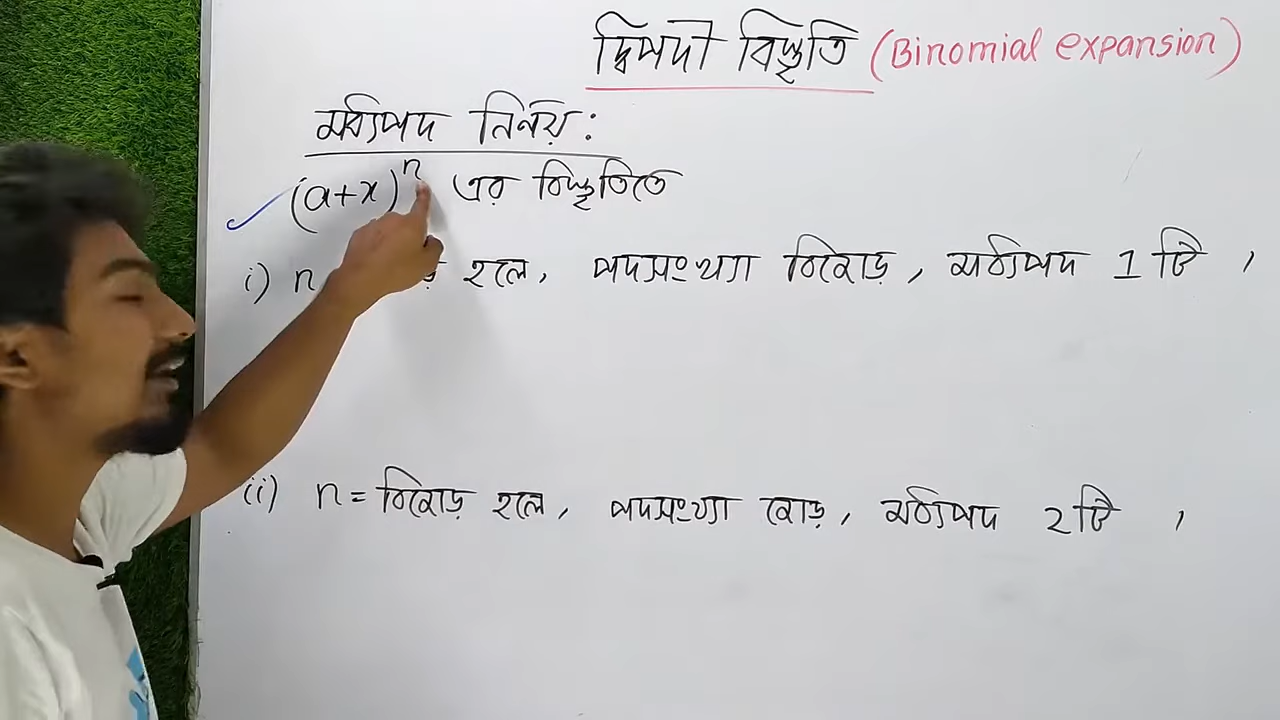 দ্বিপদী বিস্তৃতি (Binomial expansion)
মধ্যপদ নির্ণয়:
(a+x)^n এর বিস্তৃতিতে
i) n হলে, পদসংখ্যা বিজোড়, মধ্যপদ 1 টি,
ii) n = বিজোড় হলে, পদসংখ্যা জোড়, মধ্যপদ 2 টি,